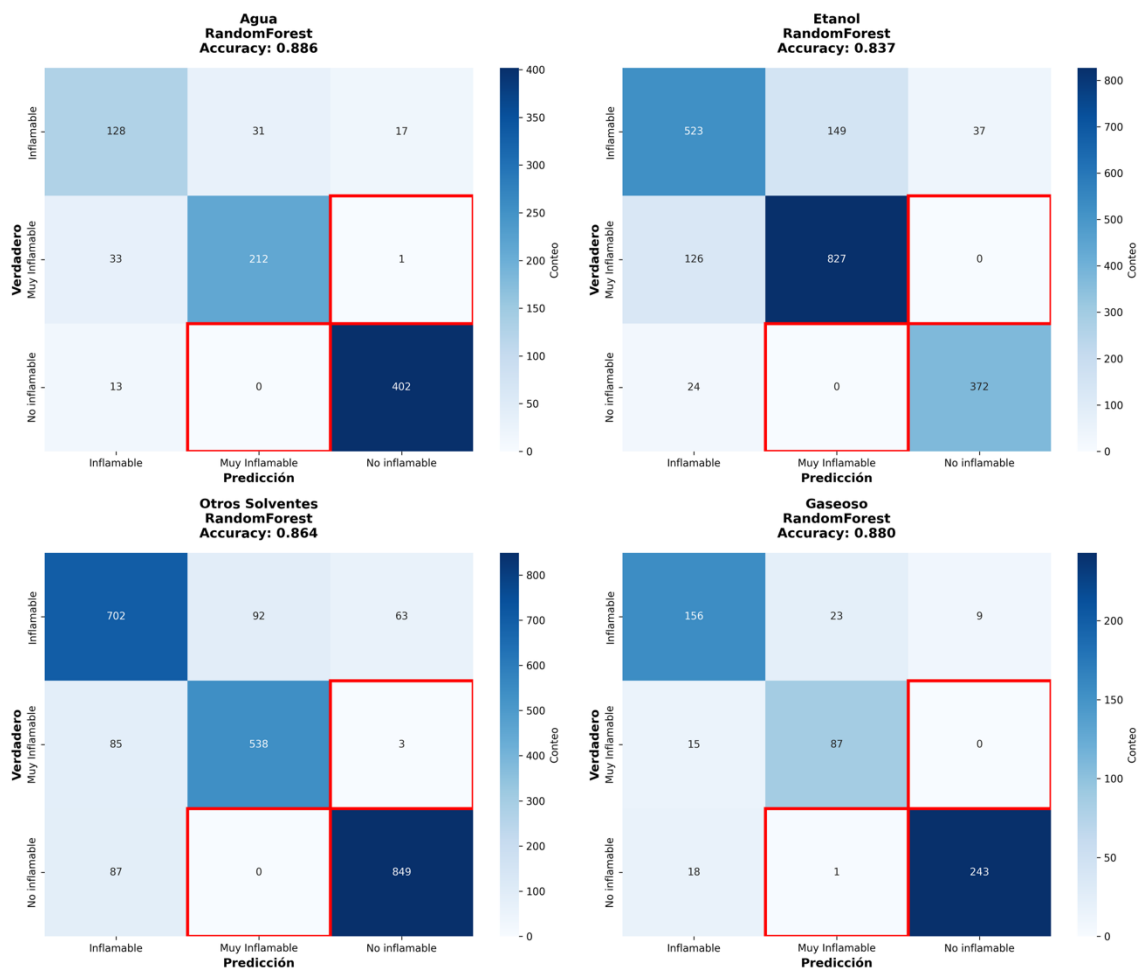 Agua
RandomForest
Accuracy: 0.886
Verdadero
Inflamable
Muy Inflamable
No inflamable
128 31 17
33 212 1
13 0 402
Inflamable Muy Inflamable No inflamable
Predicción
400
350
300
250
200
150
100
50
0
Conteo
Etanol
RandomForest
Accuracy: 0.837
Verdadero
Inflamable
Muy Inflamable
No inflamable
523 149 37
126 827 0
24 0 372
Inflamable Muy Inflamable No inflamable
Predicción
800
700
600
500
400
300
200
100
0
Conteo
Otros Solventes
RandomForest
Accuracy: 0.864
Verdadero
Inflamable
Muy Inflamable
No inflamable
702 92 63
85 538 3
87 0 849
Inflamable Muy Inflamable No inflamable
Predicción
800
700
600
500
400
300
200
100
0
Conteo
Gaseoso
RandomForest
Accuracy: 0.880
Verdadero
Inflamable
Muy Inflamable
No inflamable
156 23 9
15 87 0
18 1 243
Inflamable Muy Inflamable No inflamable
Predicción
200
150
100
50
0
Conteo